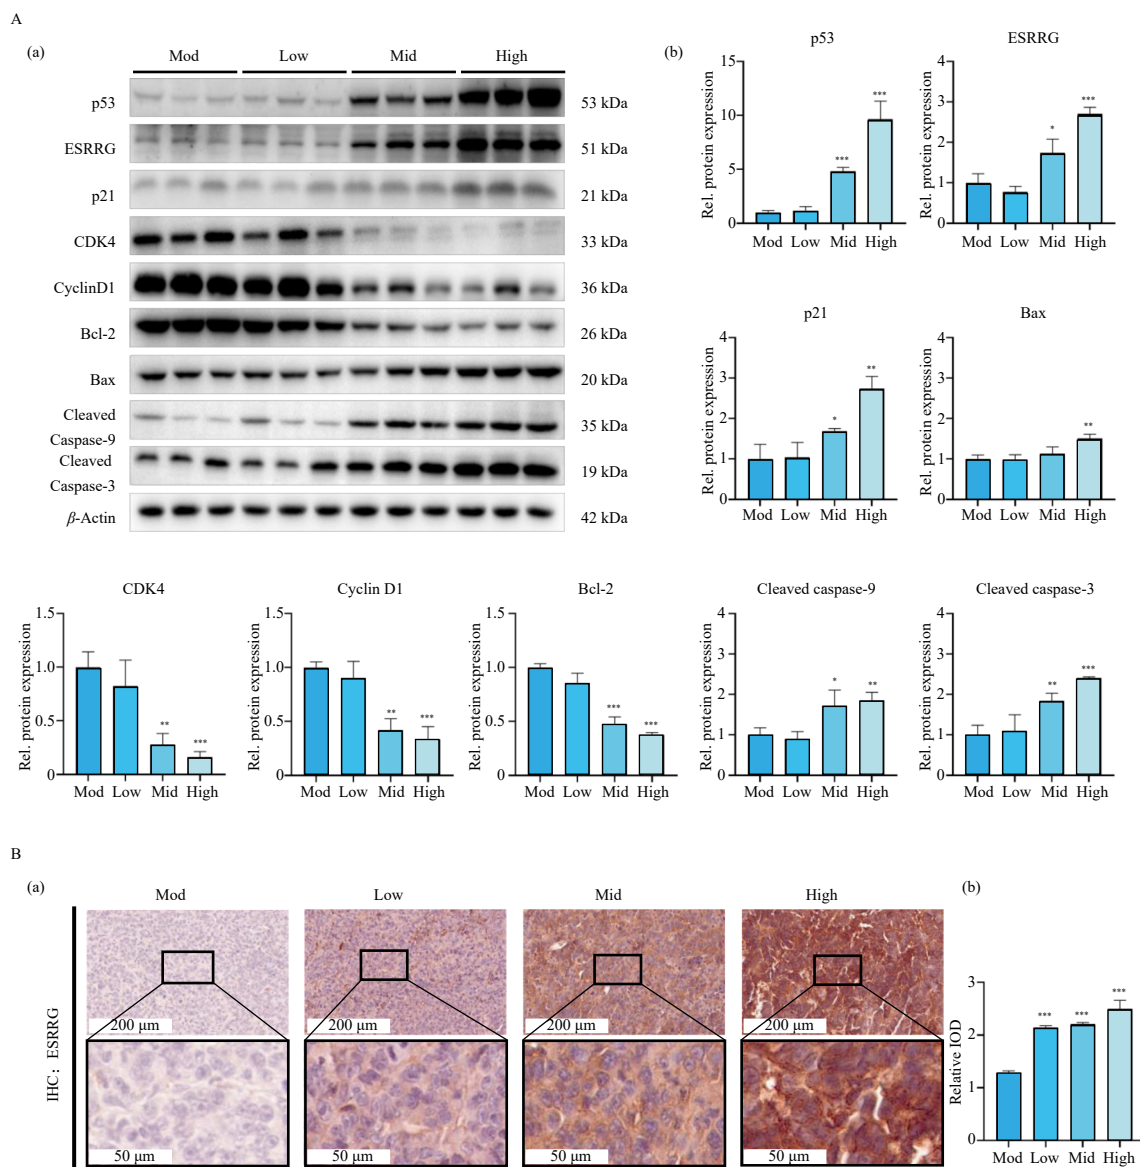 A
(a)
Mod Low Mid High
p53 53 kDa
ESRRG 51 kDa
p21 21 kDa
CDK4 33 kDa
CyclinD1 36 kDa
Bcl-2 26 kDa
Bax 20 kDa
Cleaved
Caspase-9 35 kDa
Cleaved
Caspase-3 19 kDa
β-Actin 42 kDa
(b)
p53
Rel. protein expression
15
10
5
0
***
***
Mod Low Mid High
ESRRG
Rel. protein expression
4
3
2
1
0
*
***
Mod Low Mid High
p21
Rel. protein expression
4
3
2
1
0
*
**
Mod Low Mid High
Bax
Rel. protein expression
4
3
2
1
0
**
Mod Low Mid High
CDK4
Rel. protein expression
1.5
1.0
0.5
0
**
***
Mod Low Mid High
Cyclin D1
Rel. protein expression
1.5
1.0
0.5
0
**
***
Mod Low Mid High
Bcl-2
Rel. protein expression
1.5
1.0
0.5
0
***
***
Mod Low Mid High
Cleaved caspase-9
Rel. protein expression
4
3
2
1
0
*
**
Mod Low Mid High
Cleaved caspase-3
Rel. protein expression
4
3
2
1
0
**
***
Mod Low Mid High
B
(a)
Mod Low Mid High
IHC: ESRRG
200 μm 200 μm 200 μm 200 μm
50 μm 50 μm 50 μm 50 μm
(b)
Relative IOD
3
2
1
0
***
***
***
Mod Low Mid High